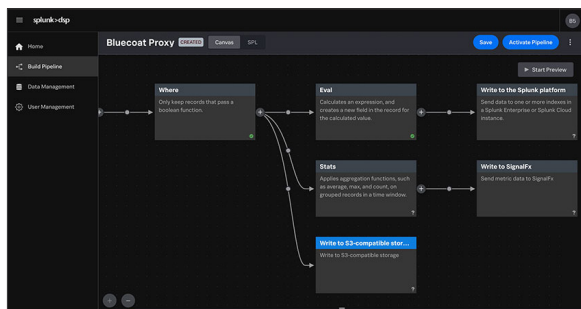 splunk>dsp
BS
Home
Build Pipeline
Data Management
User Management
Bluecoat Proxy CREATED Canvas SPL
Save Activate Pipeline
Start Preview
Where
Only keep records that pass a
boolean function.
Eval
Calculates an expression, and
creates a new field in the record for
the calculated value.
Write to the Splunk platform
Send data to one or more indexes in
a Splunk Enterprise or Splunk Cloud
instance.
?
Stats
Applies aggregation functions, such
as average, max, and count, on
grouped records in a time window.
?
Write to SignalFx
Send metric data to SignalFx
?
Write to S3-compatible stor...
Write to S3-compatible storage
?